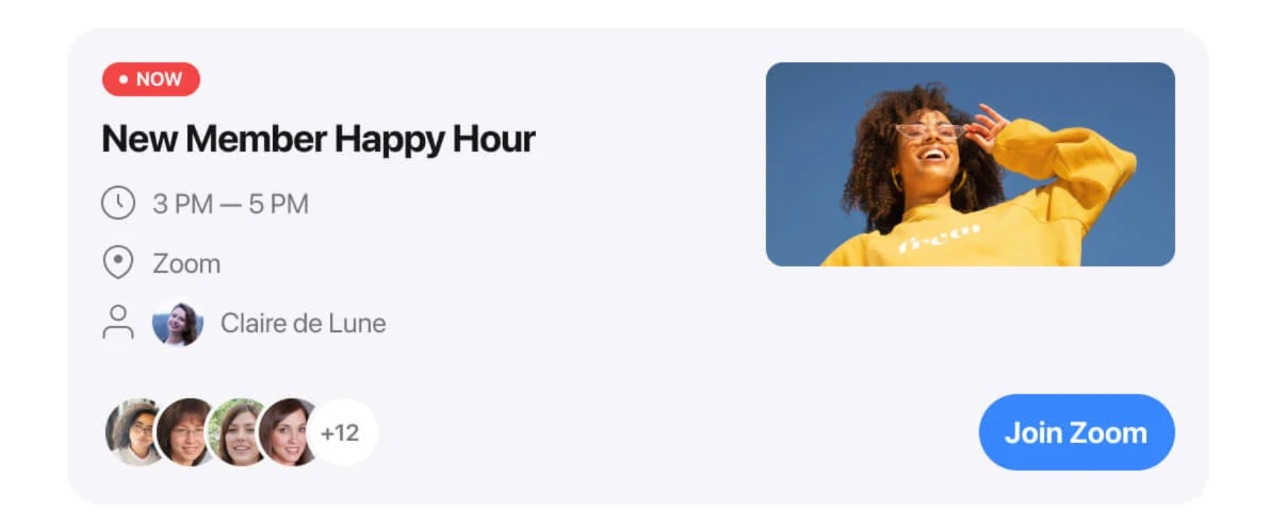 NOW
New Member Happy Hour
3 PM — 5 PM
Zoom
Claire de Lune
+12
Join Zoom